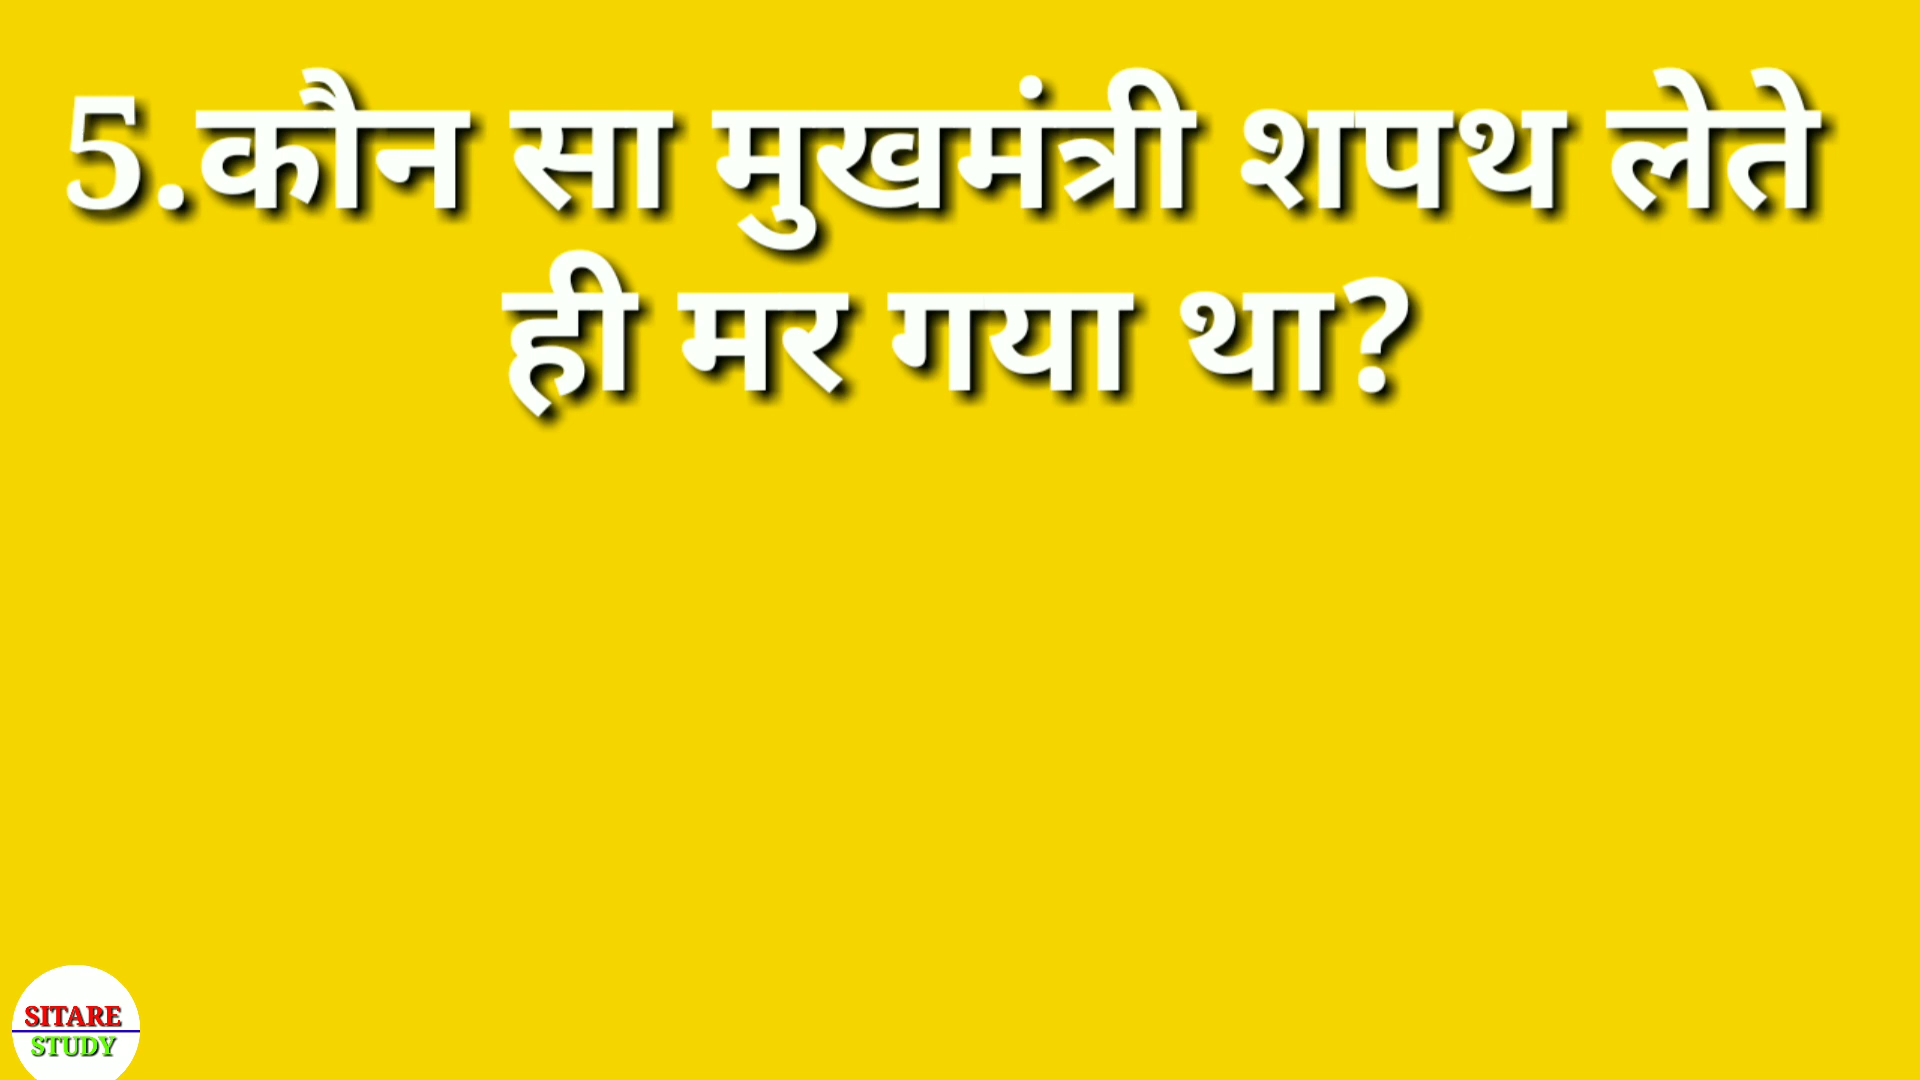 5.कौन सा मुखमंत्री शपथ लेते
ही मर गया था?
SITARE
STUDY